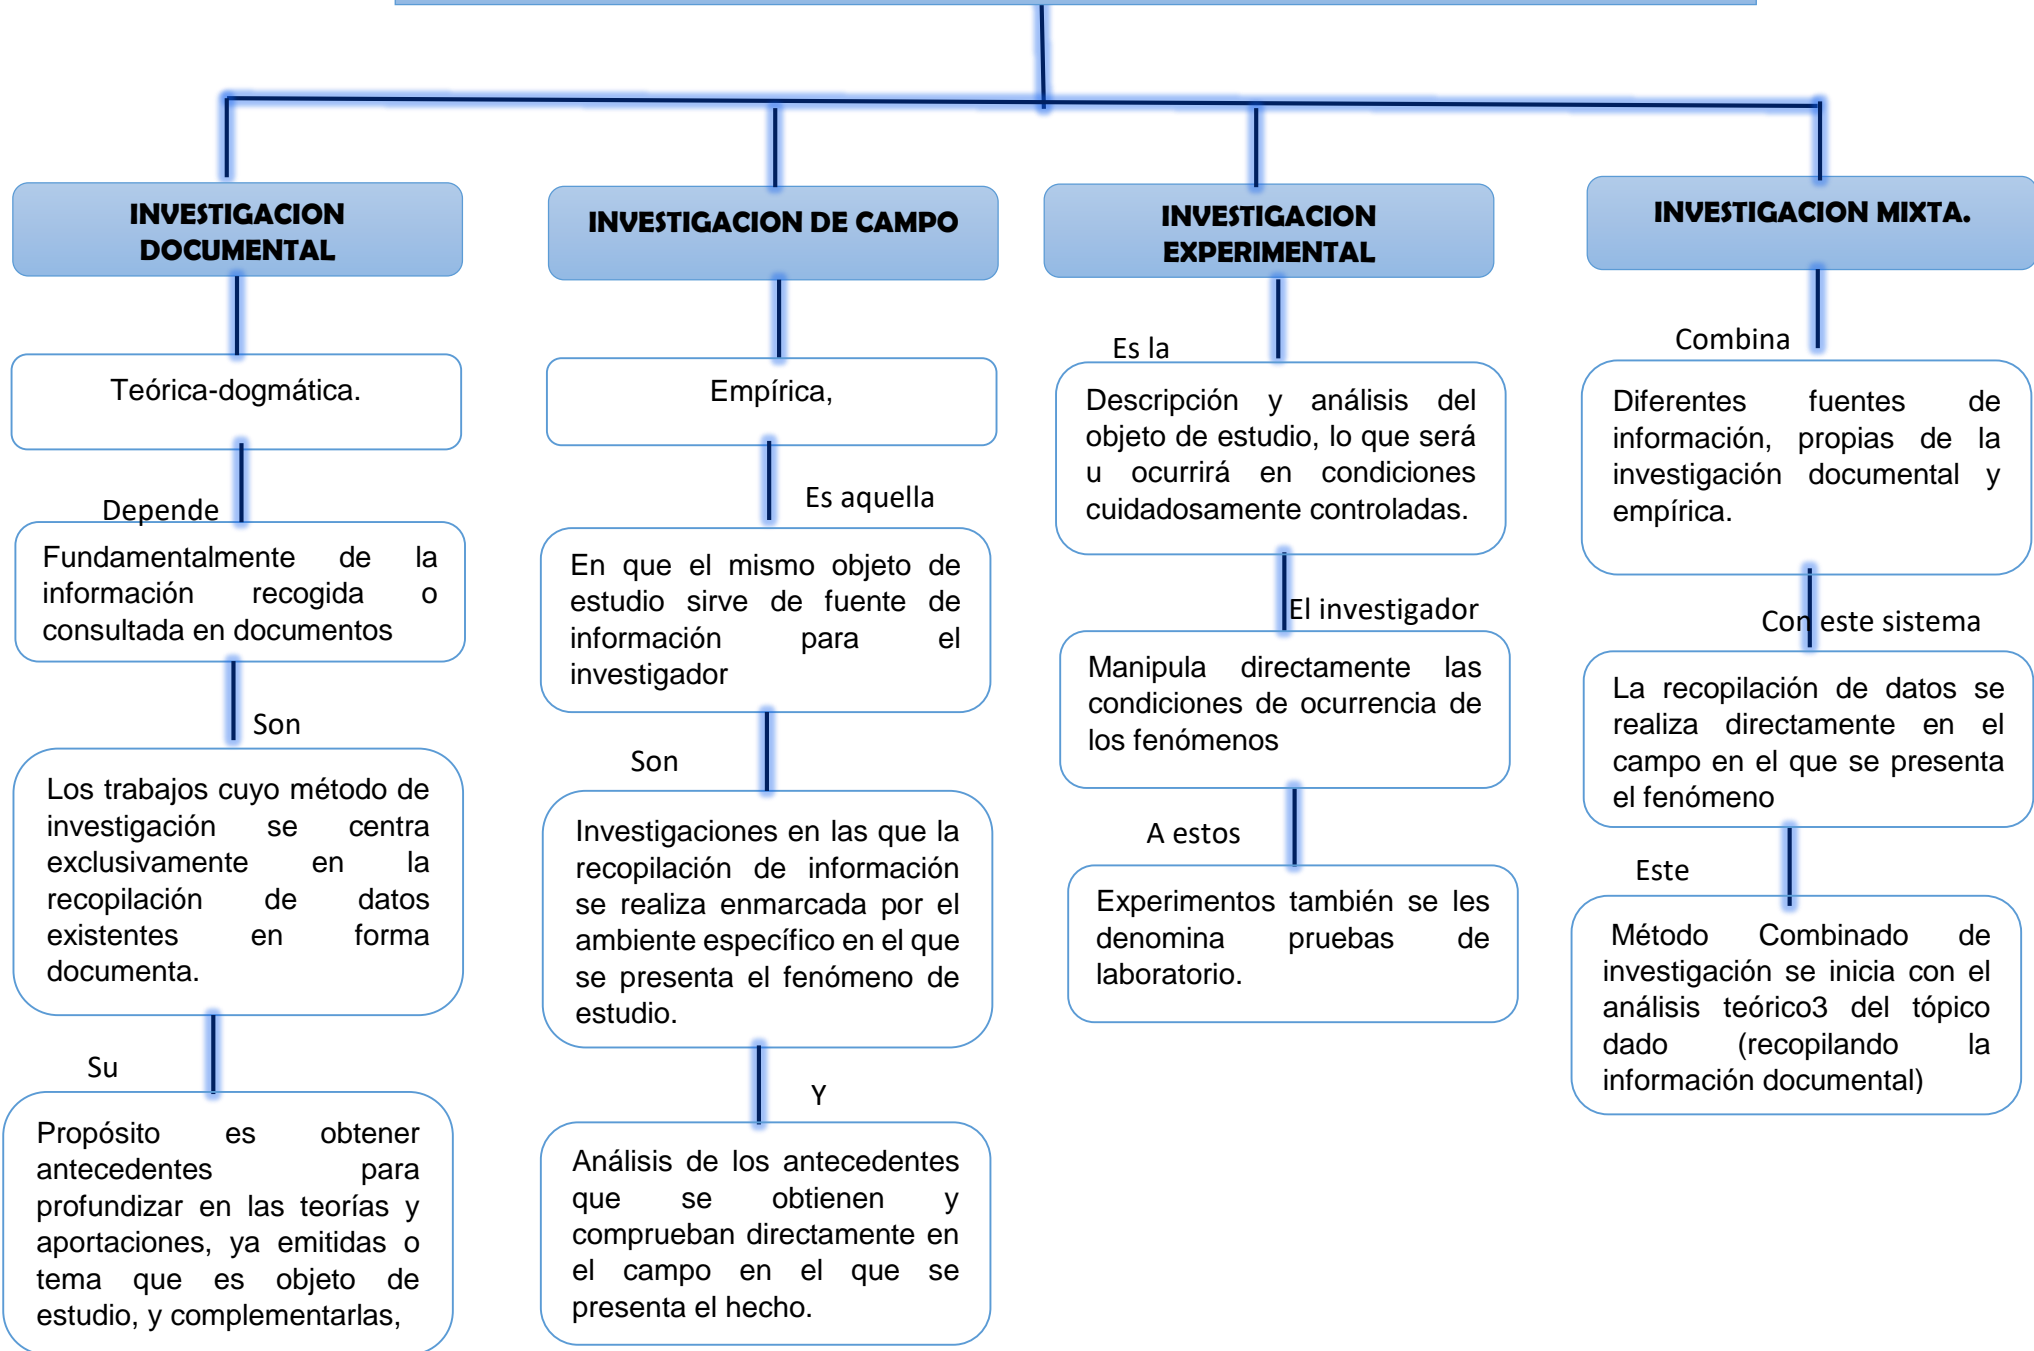 INVESTIGACION
DOCUMENTAL
Teórica-dogmática.
Depende
Fundamentalmente de la
información recogida o
consultada en documentos
Son
Los trabajos cuyo método de
investigación se centra
exclusivamente en la
recopilación de datos
existentes en forma
documenta.
Su
Propósito es obtener
antecedentes para
profundizar en las teorías y
aportaciones, ya emitidas o
tema que es objeto de
estudio, y complementarlas,
INVESTIGACION DE CAMPO
Empírica,
Es aquella
En que el mismo objeto de
estudio sirve de fuente de
información para el
investigador
Son
Investigaciones en las que la
recopilación de información
se realiza enmarcada por el
ambiente específico en el que
se presenta el fenómeno de
estudio.
Y
Análisis de los antecedentes
que se obtienen y
comprueban directamente en
el campo en el que se
presenta el hecho.
INVESTIGACION
EXPERIMENTAL
Es la
Descripción y análisis del
objeto de estudio, lo que será
u ocurrirá en condiciones
cuidadosamente controladas.
El investigador
Manipula directamente las
condiciones de ocurrencia de
los fenómenos
A estos
Experimentos también se les
denomina pruebas de
laboratorio.
INVESTIGACION MIXTA.
Combina
Diferentes fuentes de
información, propias de la
investigación documental y
empírica.
Con este sistema
La recopilación de datos se
realiza directamente en el
campo en el que se presenta
el fenómeno
Este
Método Combinado de
investigación se inicia con el
análisis teórico3 del tópico
dado (recopilando la
información documental)